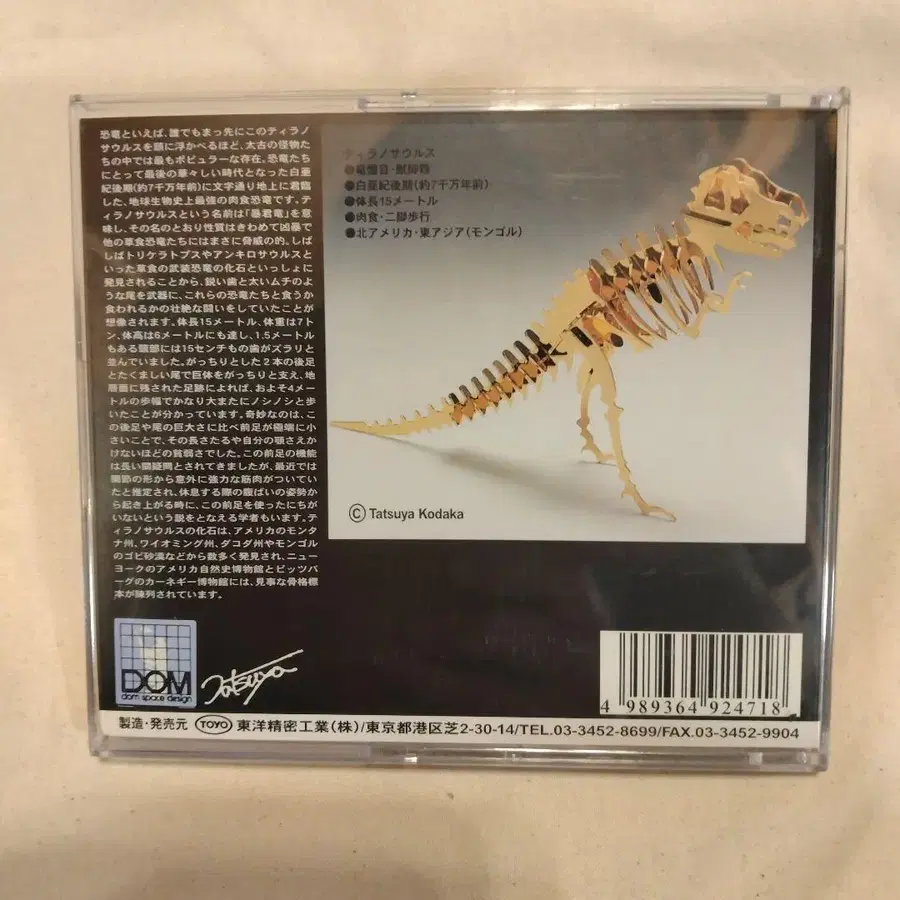 恐竜といえば、誰でもまっ先にこのティラノ
サウルスを頭に浮かべるほど、太古の怪物た
ちの中では最もポピュラーな存在。恐竜たち
にとって最後の華々しい時代となった白亜
紀後期(約7千万年前)に文字通り地上に君臨
した、地球生物史上最強の肉食恐竜です。テ
ィラノサウルスという名前は「暴君竜」を意
味し、その名のとおり性質はきわめて凶暴で
他の草食恐竜たちにはまさに脅威の的。しば
しばトリケラトプスやアンキロサウルスと
いった草食の武装恐竜の化石といっしょに
発見されることから、鋭い歯と太いムチのよ
うな尾を武器に、これらの恐竜たちと食うか
食われるかの壮絶な闘いをしていたことが
想像されます。体長15メートル、体重は7ト
ン、体高は6メートルにも達し、1.5メートル
もある頭部には15センチもの歯がズラリと
並んでいました。がっちりとした2本の後足
とたくましい尾で巨体をがっちりと支え、地
層面に残された足跡によれば、およそ4メー
トルの歩幅でかなり大またにノシノシと歩
いたことが分かっています。奇妙なのは、こ
の後足や尾の巨大さに比べ前足が極端に小
さいことで、その長さたるや自分の顎さえか
けないほどの貧弱さでした。この前足の機能
は長い間疑問とされてきましたが、最近では
関節の形から意外に強力な筋肉がついてい
たと推定され、休息する際の腹ばいの姿勢か
ら起き上がる時に、この前足を使ったにちが
いないという説をとなえる学者もいます。テ
ィラノサウルスの化石は、アメリカのモンタ
ナ州、ワイオミング州、ダコダ州やモンゴル
のゴビ砂漠などから数多く発見され、ニュー
ヨークのアメリカ自然史博物館とピッツバ
ーグのカーネギー博物館には、見事な骨格標
本が陳列されています。
ティラノサウルス
●竜盤目・獣脚類
●白亜紀後期(約7千万年前)
●体長15メートル
●肉食・二脚歩行
●北アメリカ・東アジア(モンゴル)
© Tatsuya Kodaka
DOM
dom space design
Tatsuya
4 989364 924718
製造・発売元 TOYO 東洋精密工業(株)/東京都港区芝2-30-14/TEL.03-3452-8699/FAX.03-3452-9904